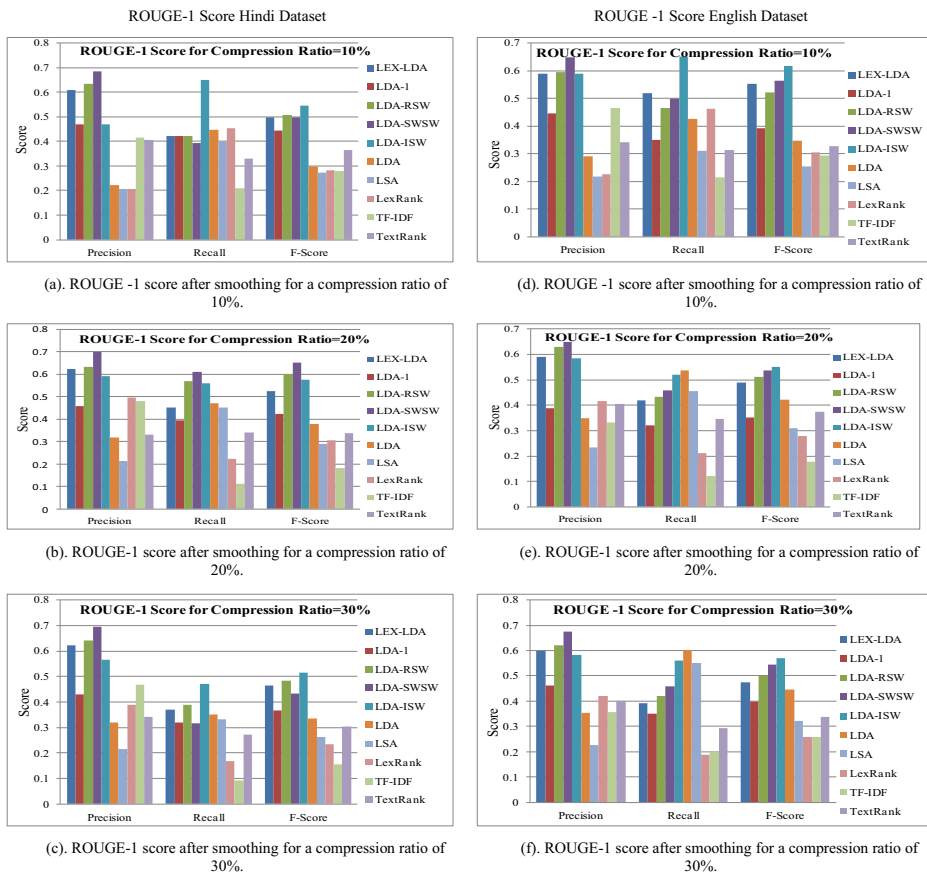 ROUGE-1 Score Hindi Dataset
ROUGE -1 Score English Dataset
ROUGE-1 Score for Compression Ratio=10%
0.8
0.7
0.6
0.5
0.4
0.3
0.2
0.1
0
Score
Precision
Recall
F-Score
LEX-LDA
LDA-1
LDA-RSW
LDA-SWSW
LDA-ISW
LDA
LSA
LexRank
TF-IDF
TextRank
(a). ROUGE -1 score after smoothing for a compression ratio of
10%.
ROUGE-1 Score for Compression Ratio=10%
0.7
0.6
0.5
0.4
0.3
0.2
0.1
0
Score
Precision
Recall
F-Score
LEX-LDA
LDA-1
LDA-RSW
LDA-SWSW
LDA-ISW
LDA
LSA
LexRank
TF-IDF
TextRank
(d). ROUGE -1 score after smoothing for a compression ratio of
10%.
ROUGE-1 Score for Compression Ratio=20%
0.8
0.7
0.6
0.5
0.4
0.3
0.2
0.1
0
Score
Precision
Recall
F-Score
LEX-LDA
LDA-1
LDA-RSW
LDA-SWSW
LDA-ISW
LDA
LSA
LexRank
TF-IDF
TextRank
(b). ROUGE-1 score after smoothing for a compression ratio of
20%.
ROUGE-1 Score for Compression Ratio=20%
0.7
0.6
0.5
0.4
0.3
0.2
0.1
0
Score
Precision
Recall
F-Score
LEX-LDA
LDA-1
LDA-RSW
LDA-SWSW
LDA-ISW
LDA
LSA
LexRank
TF-IDF
TextRank
(e). ROUGE-1 score after smoothing for a compression ratio of
20%.
ROUGE-1 Score for Compression Ratio=30%
0.8
0.7
0.6
0.5
0.4
0.3
0.2
0.1
0
Score
Precision
Recall
F-Score
LEX-LDA
LDA-1
LDA-RSW
LDA-SWSW
LDA-ISW
LDA
LSA
LexRank
TF-IDF
TextRank
(c). ROUGE-1 score after smoothing for a compression ratio of
30%.
ROUGE -1 Score for Compression Ratio=30%
0.8
0.7
0.6
0.5
0.4
0.3
0.2
0.1
0
Score
Precision
Recall
F-Score
LEX-LDA
LDA-1
LDA-RSW
LDA-SWSW
LDA-ISW
LDA
LSA
LexRank
TF-IDF
TextRank
(f). ROUGE-1 score after smoothing for a compression ratio of
30%.